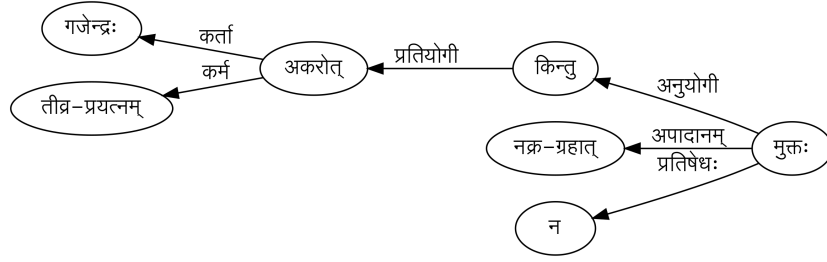 गजेन्द्रः
कर्ता
प्रतियोगी
अकरोत्
किन्तु
कर्म
अनुयोगी
तीव्र-प्रयत्नम्
अपादानम्
नक्र-ग्रहात्
मुक्तः
प्रतिषेधः
न